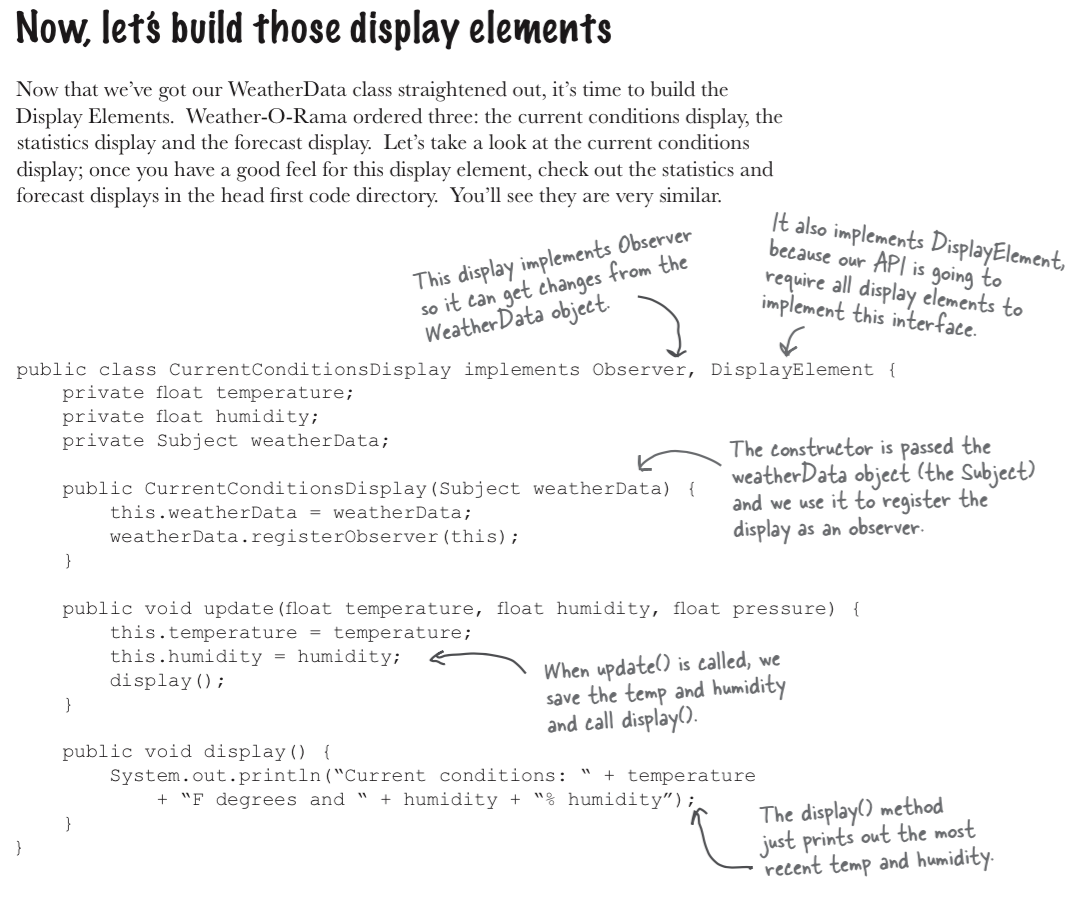 Now, let's build those display elements
Now that we've got our WeatherData class straightened out, it's time to build the
Display Elements.  Weather-O-Rama ordered three: the current conditions display, the
statistics display and the forecast display.  Let's take a look at the current conditions
display; once you have a good feel for this display element, check out the statistics and
forecast displays in the head first code directory.  You'll see they are very similar.
This display implements Observer
so it can get changes from the
WeatherData object.
It also implements DisplayElement,
because our API is going to
require all display elements to
implement this interface.
public class CurrentConditionsDisplay implements Observer, DisplayElement {
    private float temperature;
    private float humidity;
    private Subject weatherData;
The constructor is passed the
weatherData object (the Subject)
and we use it to register the
display as an observer.
    public CurrentConditionsDisplay(Subject weatherData) {
        this.weatherData = weatherData;
        weatherData.registerObserver(this);
    }
    public void update(float temperature, float humidity, float pressure) {
        this.temperature = temperature;
        this.humidity = humidity;
        display();
    }
When update() is called, we
save the temp and humidity
and call display().
    public void display() {
        System.out.println(“Current conditions: “ + temperature
            + “F degrees and “ + humidity + “% humidity”);
    }
}
The display() method
just prints out the most
recent temp and humidity.